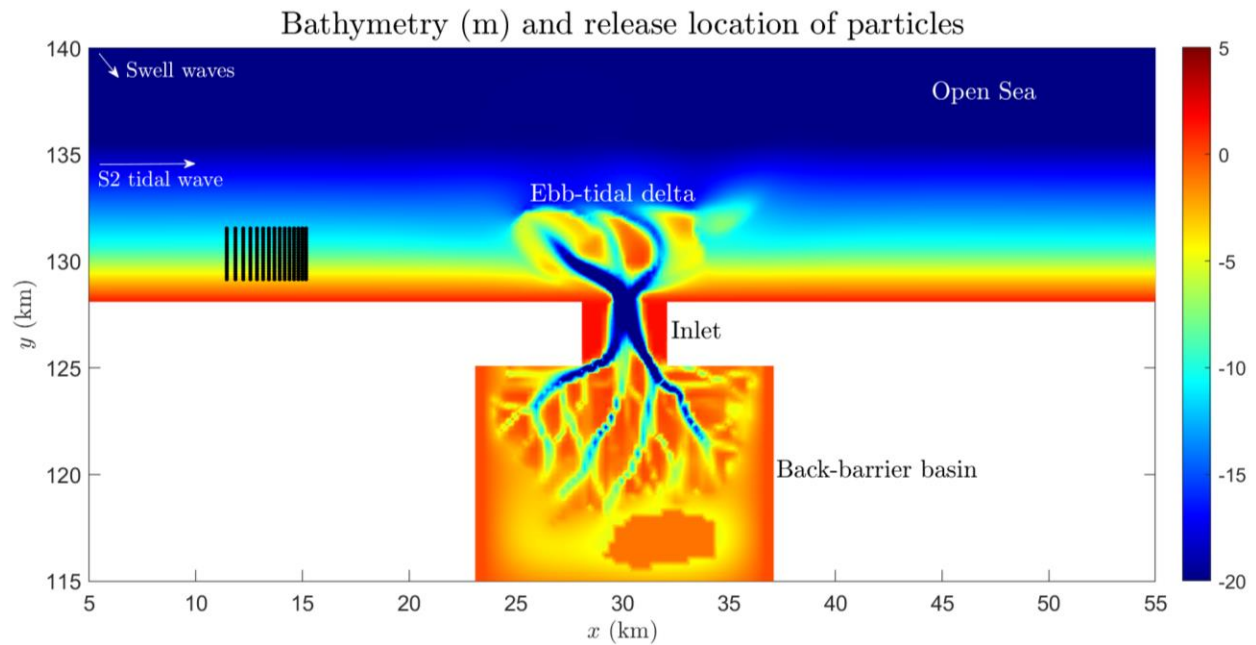 Bathymetry (m) and release location of particles
140
135
130
125
120
115
y (km)
Swell waves
Open Sea
S2 tidal wave
Ebb-tidal delta
Inlet
Back-barrier basin
5
10
15
20
25
30
35
40
45
50
55
x (km)
5
0
-5
-10
-15
-20